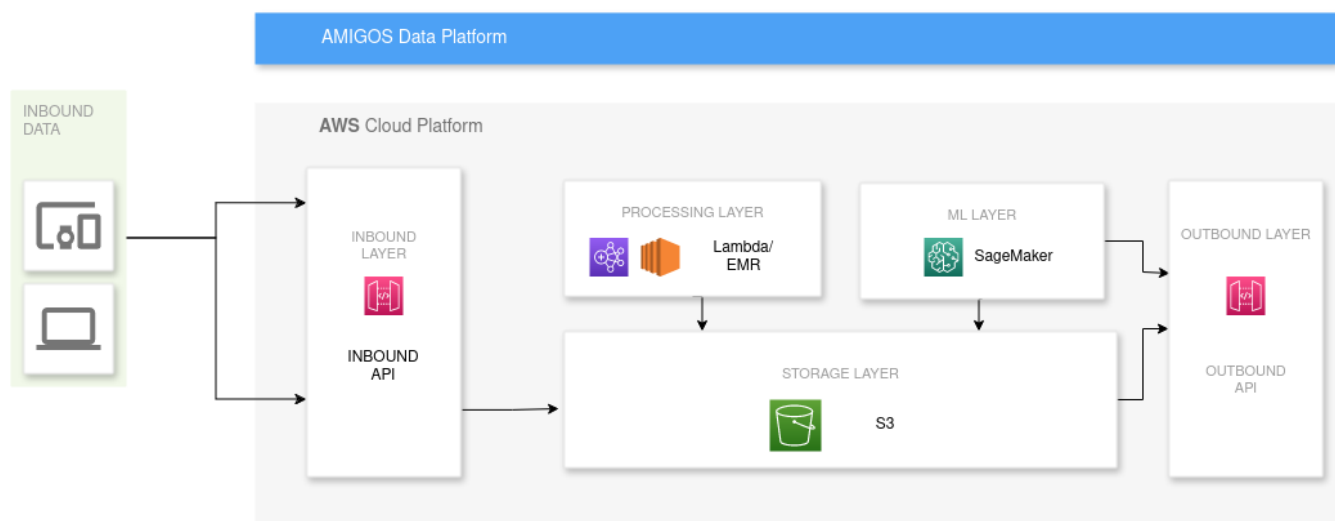 AMIGOS Data Platform
INBOUND
DATA
AWS Cloud Platform
INBOUND
LAYER
INBOUND
API
PROCESSING LAYER
Lambda/
EMR
ML LAYER
SageMaker
STORAGE LAYER
S3
OUTBOUND LAYER
OUTBOUND
API